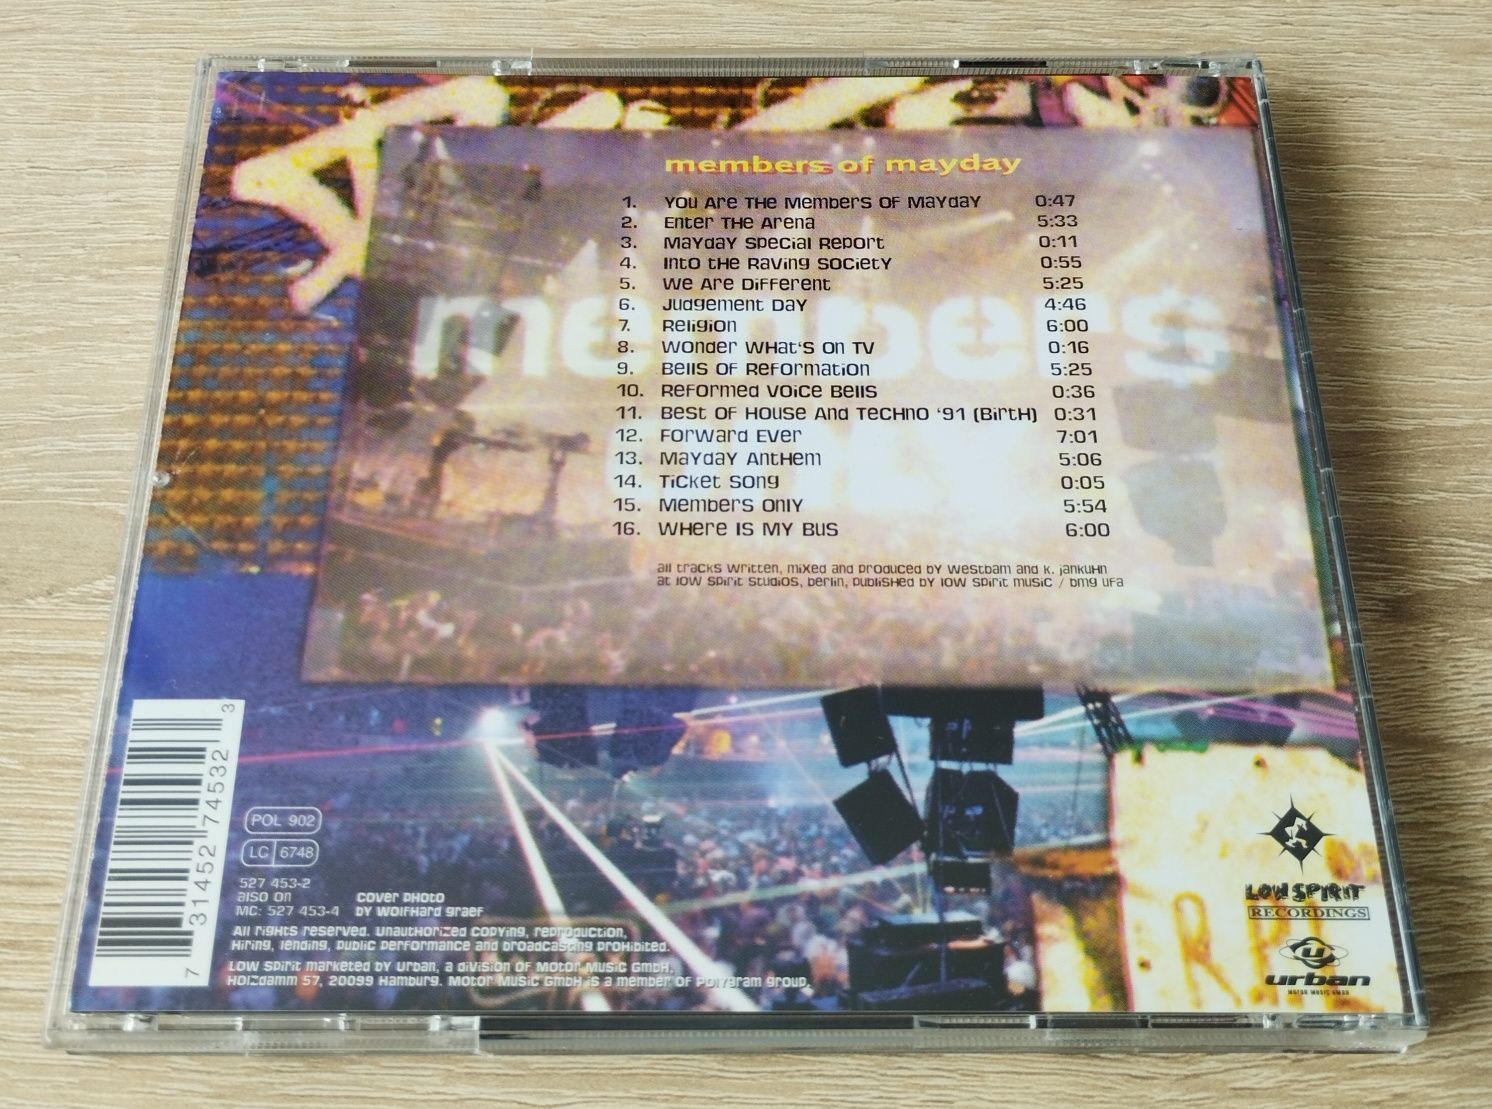 members of mayday
1. You Are The Members Of Mayday 0:47
2. Enter The Arena 5:33
3. Mayday Special Report 0:11
4. Into The Raving Society 0:55
5. We Are Different 5:25
6. Judgement Day 4:46
7. Religion 6:00
8. Wonder What's On TV 0:16
9. Bells Of Reformation 5:25
10. Reformed Voice Bells 0:36
11. Best Of House And Techno '91 (Birth) 0:31
12. Forward Ever 7:01
13. Mayday Anthem 5:06
14. Ticket Song 0:05
15. Members Only 5:54
16. Where Is My Bus 6:00
all tracks written, mixed and produced by westbam and k. jankuhn
at low spirit studios, berlin, published by low spirit music / bmg ufa
members
7 31452 74532 3
POL 902
LC 6748
527 453-2
also on
MC: 527 453-4
cover photo
by wolfhard graef
All rights reserved. Unauthorized copying, reproduction,
hiring, lending, public performance and broadcasting prohibited.
Low Spirit marketed by Urban, a division of Motor Music GmbH,
Holzdamm 57, 20099 Hamburg. Motor Music GmbH is a member of PolyGram group.
LOW SPIRIT
RECORDINGS
u
urban
MOTOR MUSIC GMBH